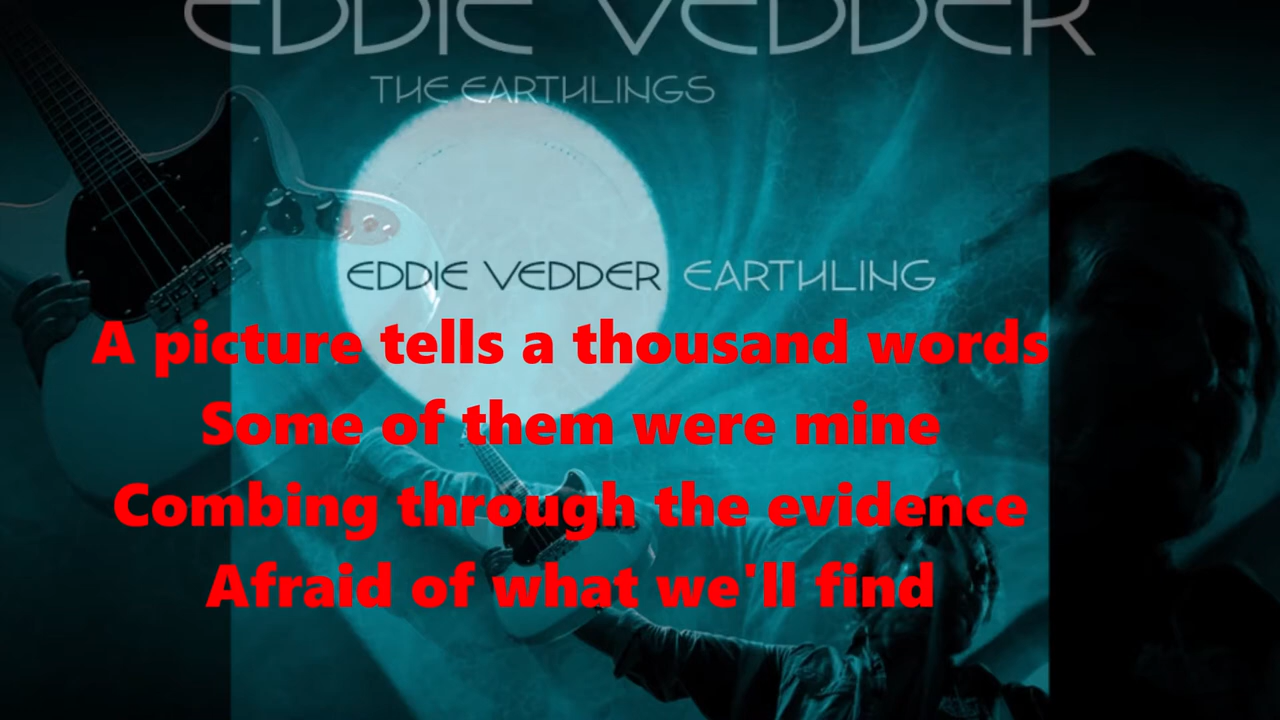 EDDIE VEDDER
THE EARTHLINGS
EDDIE VEDDER EARTHLING
A picture tells a thousand words
Some of them were mine
Combing through the evidence
Afraid of what we'll find